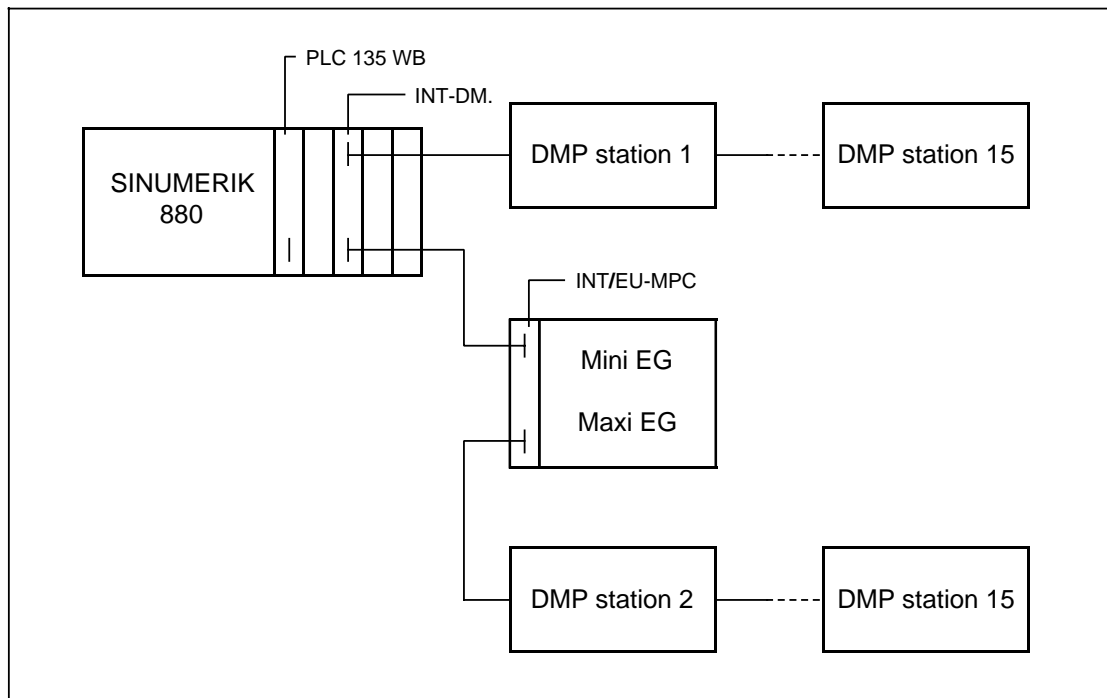 PLC 135 WB
INT-DM.
SINUMERIK
880
DMP station 1
DMP station 15
INT/EU-MPC
Mini EG
Maxi EG
DMP station 2
DMP station 15